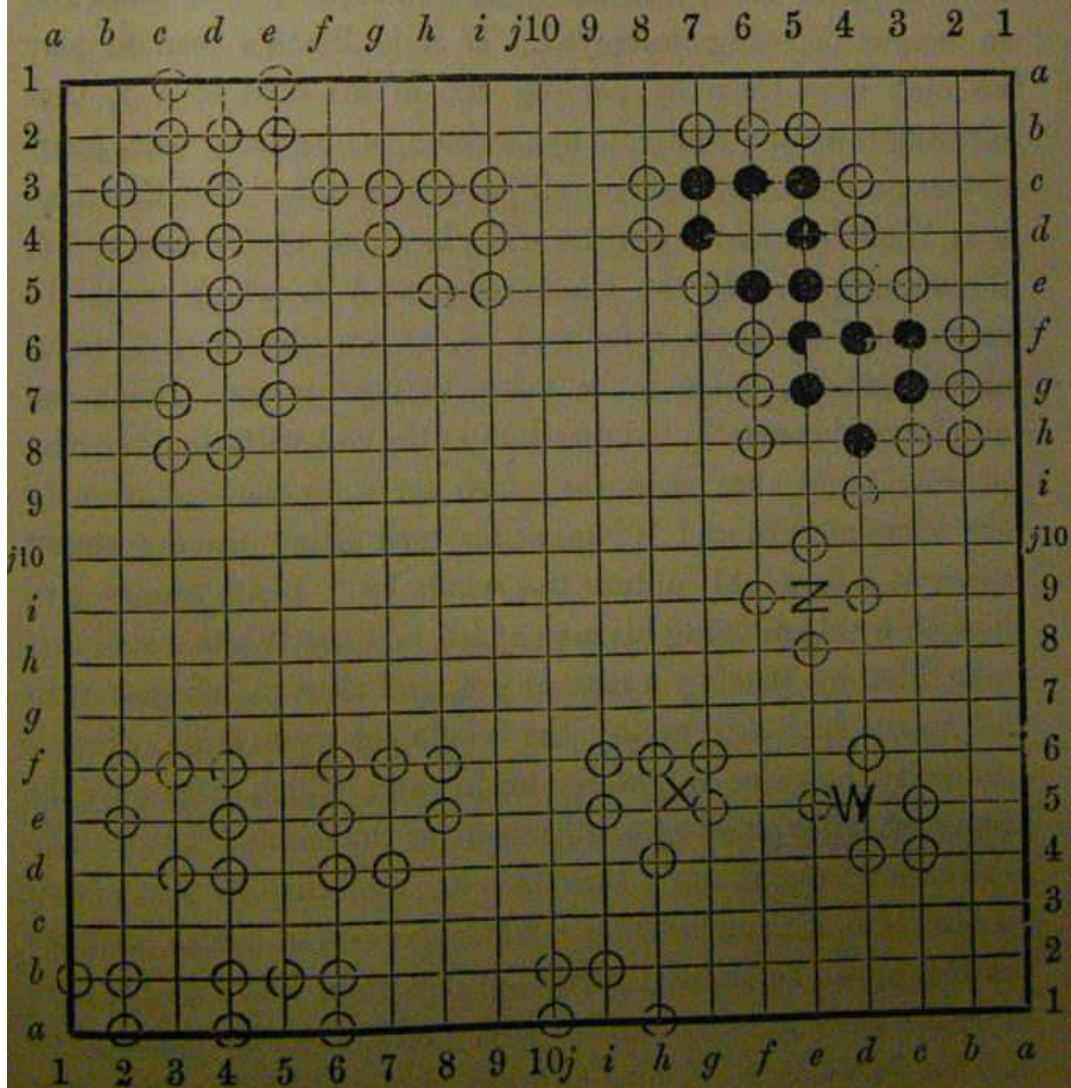 a b c d e f g h i j10 9 8 7 6 5 4 3 2 1
1 a
2 b
3 c
4 d
5 e
6 f
7 g
8 h
9 i
j10 j10
i Z 9
h 8
g 7
f 6
e X W 5
d 4
c 3
b 2
a 1
1 2 3 4 5 6 7 8 9 10j i h g f e d c b a